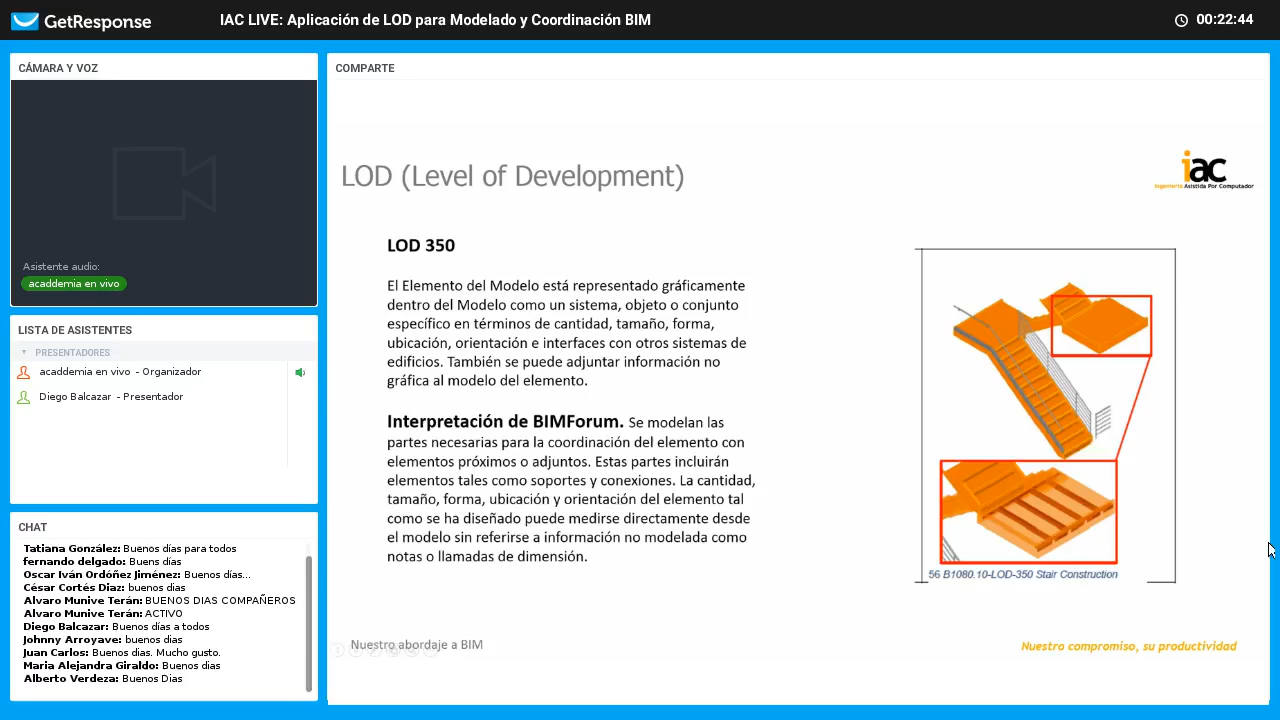 GetResponse
IAC LIVE: Aplicación de LOD para Modelado y Coordinación BIM
00:22:44
CÁMARA Y VOZ
Asistente audio:
acaddemia en vivo
LISTA DE ASISTENTES
PRESENTADORES
acaddemia en vivo - Organizador
Diego Balcazar - Presentador
CHAT
Tatiana González: Buenos días para todos
fernando delgado: Buens días
Oscar Iván Ordóñez Jiménez: Buenos días...
César Cortés Diaz: buenos dias
Alvaro Munive Terán: BUENOS DIAS COMPAÑEROS
Alvaro Munive Terán: ACTIVO
Diego Balcazar: Buenos días a todos
Johnny Arroyave: buenos dias
Juan Carlos: Buenos dias. Mucho gusto.
Maria Alejandra Giraldo: Buenos dias
Alberto Verdeza: Buenos Dias
COMPARTE
LOD (Level of Development)
iac
Ingeniería Asistida Por Computador
LOD 350
El Elemento del Modelo está representado gráficamente
dentro del Modelo como un sistema, objeto o conjunto
específico en términos de cantidad, tamaño, forma,
ubicación, orientación e interfaces con otros sistemas de
edificios. También se puede adjuntar información no
gráfica al modelo del elemento.
Interpretación de BIMForum. Se modelan las
partes necesarias para la coordinación del elemento con
elementos próximos o adjuntos. Estas partes incluirán
elementos tales como soportes y conexiones. La cantidad,
tamaño, forma, ubicación y orientación del elemento tal
como se ha diseñado puede medirse directamente desde
el modelo sin referirse a información no modelada como
notas o llamadas de dimensión.
56 B1080.10-LOD-350 Stair Construction
Nuestro abordaje a BIM
Nuestro compromiso, su productividad